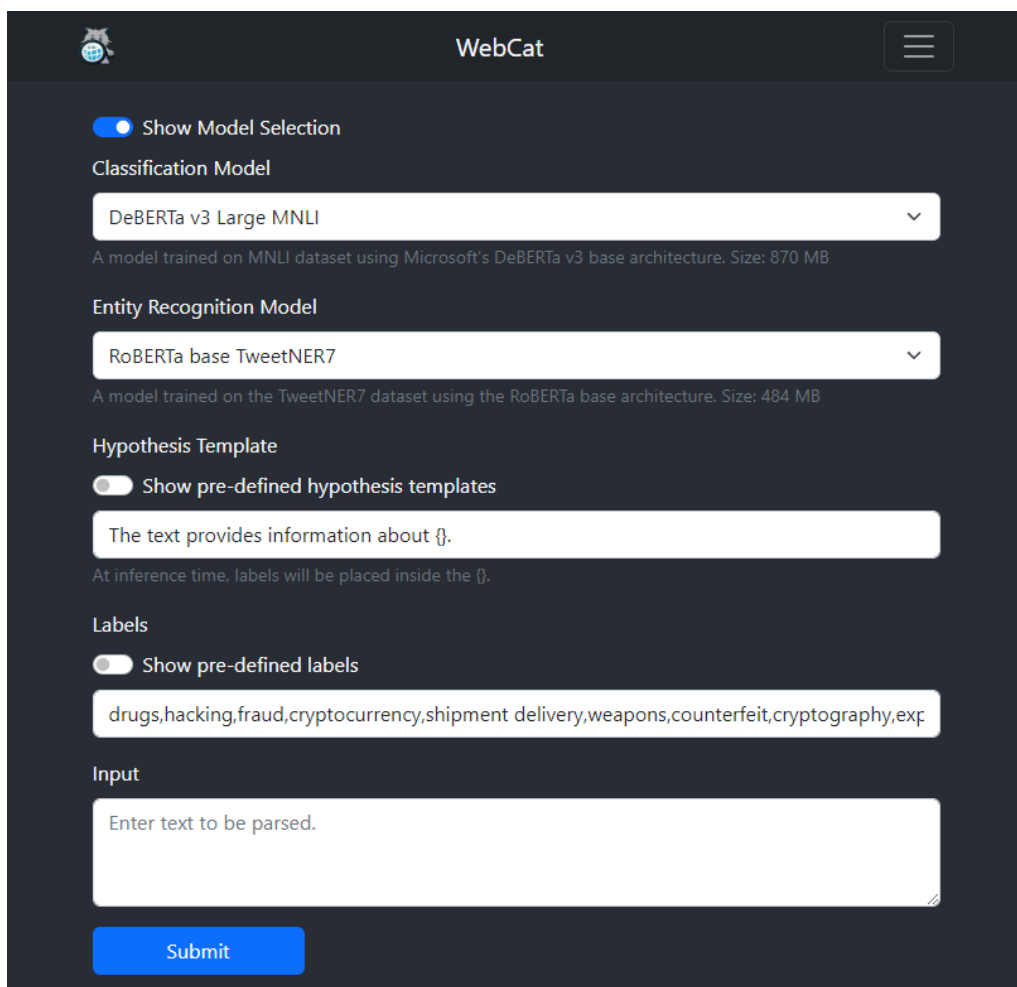 WebCat
Show Model Selection
Classification Model
DeBERTa v3 Large MNLI
A model trained on MNLI dataset using Microsoft's DeBERTa v3 base architecture. Size: 870 MB
Entity Recognition Model
RoBERTa base TweetNER7
A model trained on the TweetNER7 dataset using the RoBERTa base architecture. Size: 484 MB
Hypothesis Template
Show pre-defined hypothesis templates
The text provides information about {}.
At inference time, labels will be placed inside the {}.
Labels
Show pre-defined labels
drugs,hacking,fraud,cryptocurrency,shipment delivery,weapons,counterfeit,cryptography,exp
Input
Enter text to be parsed.
Submit